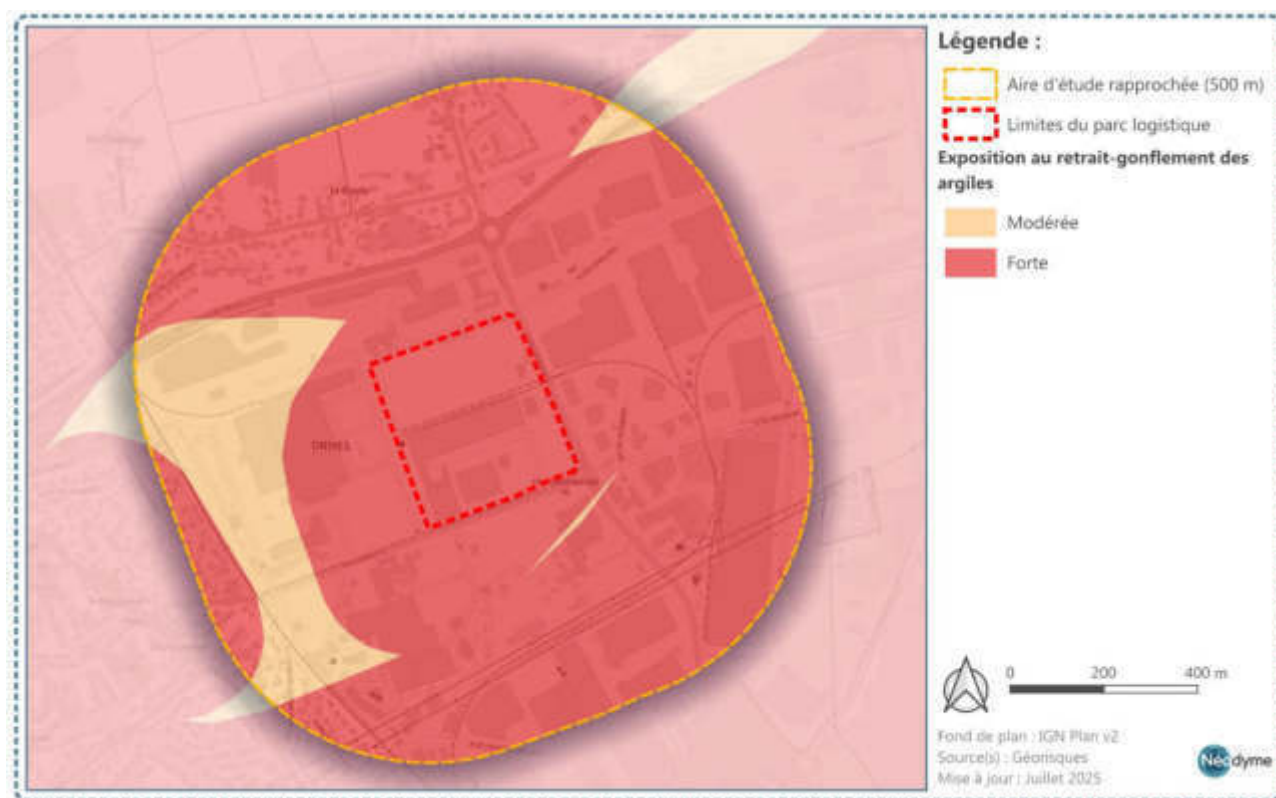 Légende :
Aire d'étude rapprochée (500 m)
Limites du parc logistique
Exposition au retrait-gonflement des
argiles
Modérée
Forte
0 200 400 m
Fond de plan : IGN Plan v2
Source(s) : Géorisques
Mise à jour : Juillet 2025
Néodyme